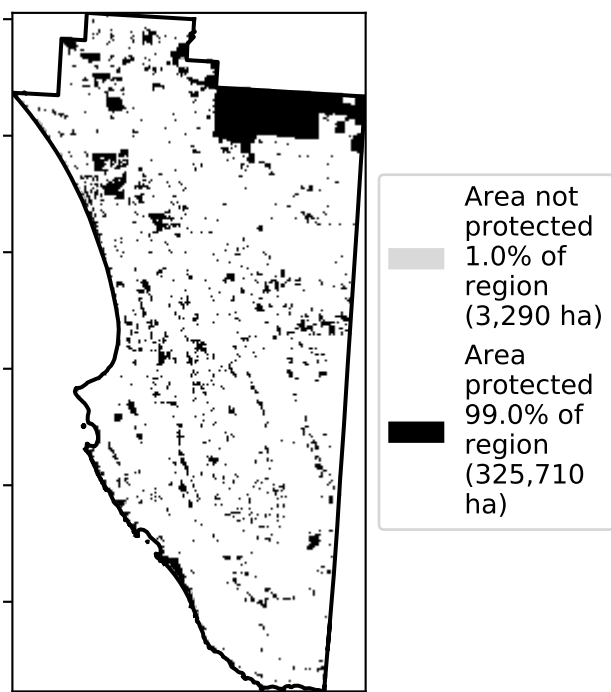 Area not
protected
1.0% of
region
(3,290 ha)
Area
protected
99.0% of
region
(325,710
ha)